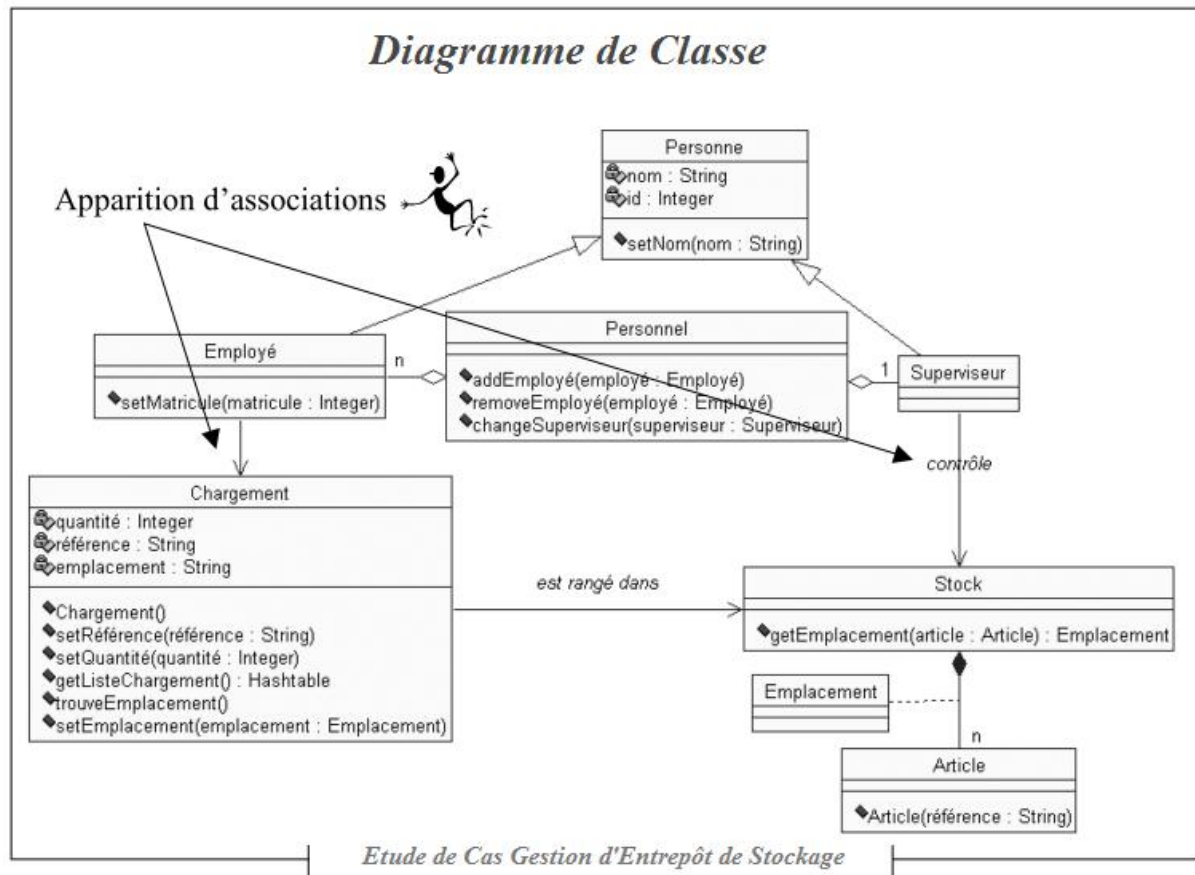 Diagramme de Classe
Apparition d'associations
Personne
nom : String
id : Integer
setNom(nom : String)
Employé
setMatricule(matricule : Integer)
n
Personnel
addEmployé(employé : Employé)
removeEmployé(employé : Employé)
changeSuperviseur(superviseur : Superviseur)
1
Superviseur
contrôle
Chargement
quantité : Integer
référence : String
emplacement : String
Chargement()
setRéférence(référence : String)
setQuantité(quantité : Integer)
getListeChargement() : Hashtable
trouveEmplacement()
setEmplacement(emplacement : Emplacement)
est rangé dans
Stock
getEmplacement(article : Article) : Emplacement
Emplacement
n
Article
Article(référence : String)
Etude de Cas Gestion d'Entrepôt de Stockage